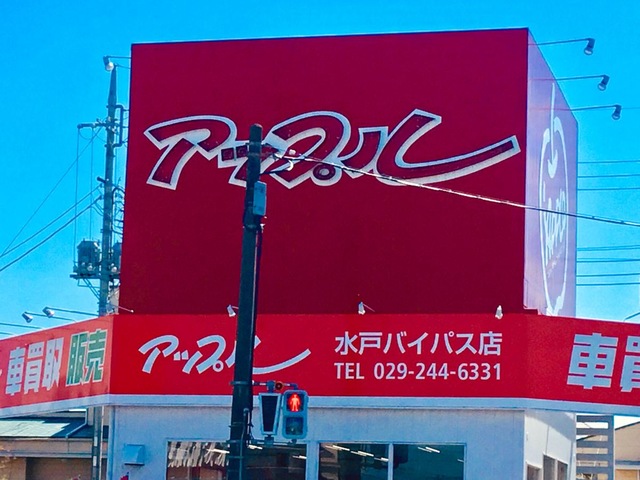 アップル
車買取 販売
アップル
水戸バイパス店
TEL 029-244-6331
車買